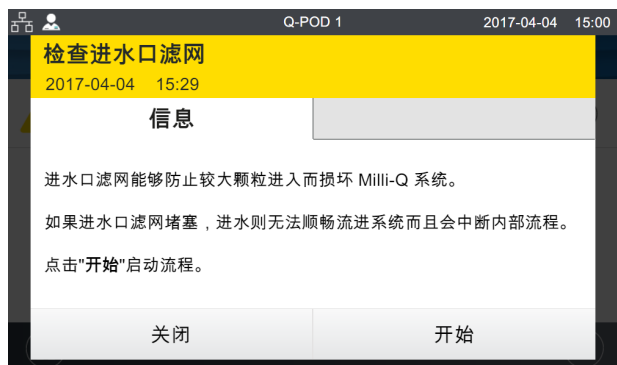 Q-POD 1 2017-04-04 15:00
检查进水口滤网
2017-04-04 15:29
信息
进水口滤网能够防止较大颗粒进入而损坏 Milli-Q 系统。
如果进水口滤网堵塞，进水则无法顺畅流进系统而且会中断内部流程。
点击"开始"启动流程。
关闭 开始